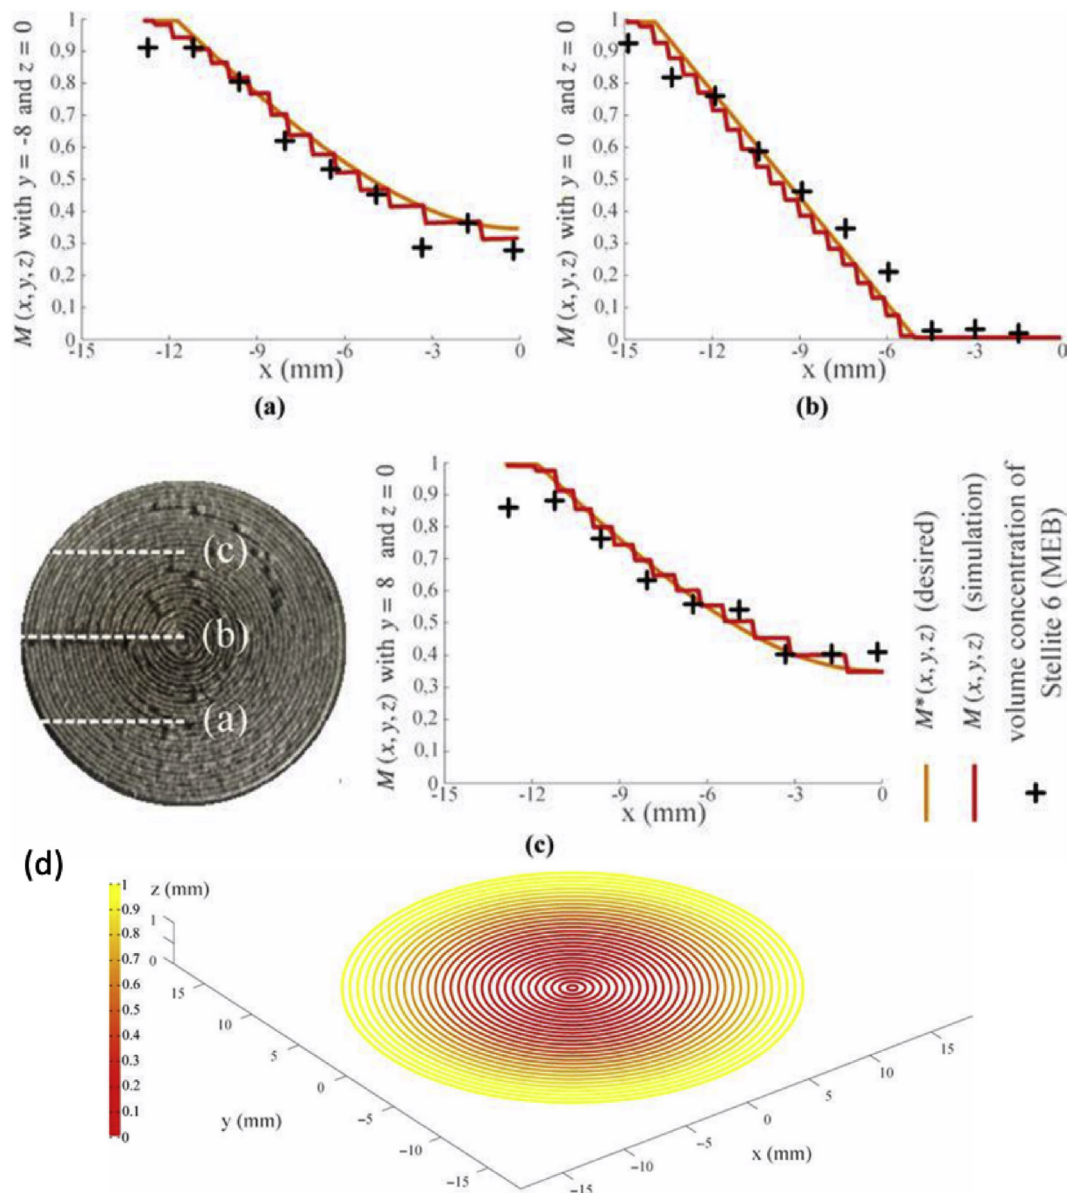 M (x, y, z) with y = -8 and z = 0
1
0,9
0.8
0.7
0.6
0.5
0.4
0.3
0.2
0.1
0
-15 -12 -9 -6 -3 0
x (mm)
(a)
M (x, y, z) with y = 0 and z = 0
1
0,9
0.8
0.7
0.6
0.5
0.4
0.3
0.2
0.1
0
-15 -12 -9 -6 -3 0
x (mm)
(b)
(c)
(b)
(a)
M (x, y, z) with y = 8 and z = 0
1
0.9
0.8
0.7
0.6
0.5
0.4
0.3
0.2
0.1
0
-15 -12 -9 -6 -3 0
x (mm)
(c)
M*(x, y, z) (desired)
M (x, y, z) (simulation)
volume concentration of
Stellite 6 (MEB)
(d)
1
0.9
0.8
0.7
0.6
0.5
0.4
0.3
0.2
0.1
0
z (mm)
1
0
15
10
5
0
−5
−10
−15
y (mm)
−15
−10
−5
0
5
10
15
x (mm)